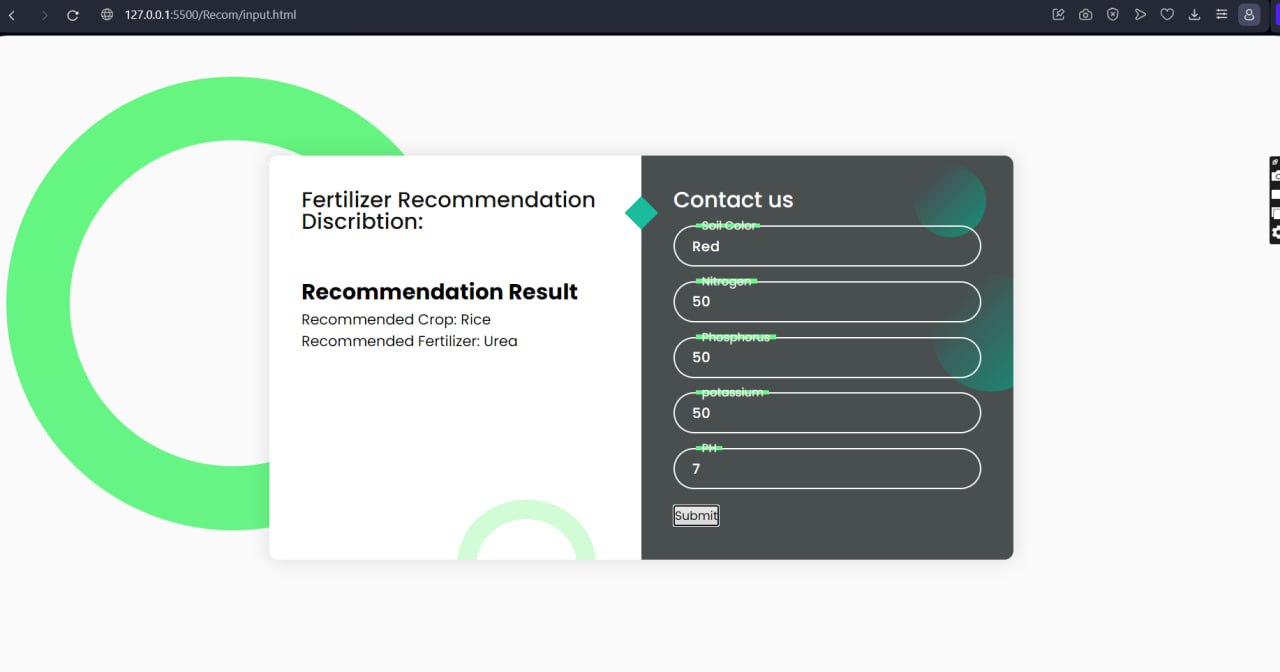 127.0.0.1:5500/Recom/input.html
Fertilizer Recommendation
Discribtion:
Recommendation Result
Recommended Crop: Rice
Recommended Fertilizer: Urea
Contact us
Soil Color
Red
Nitrogen
50
Phosphorus
50
potassium
50
PH
7
Submit